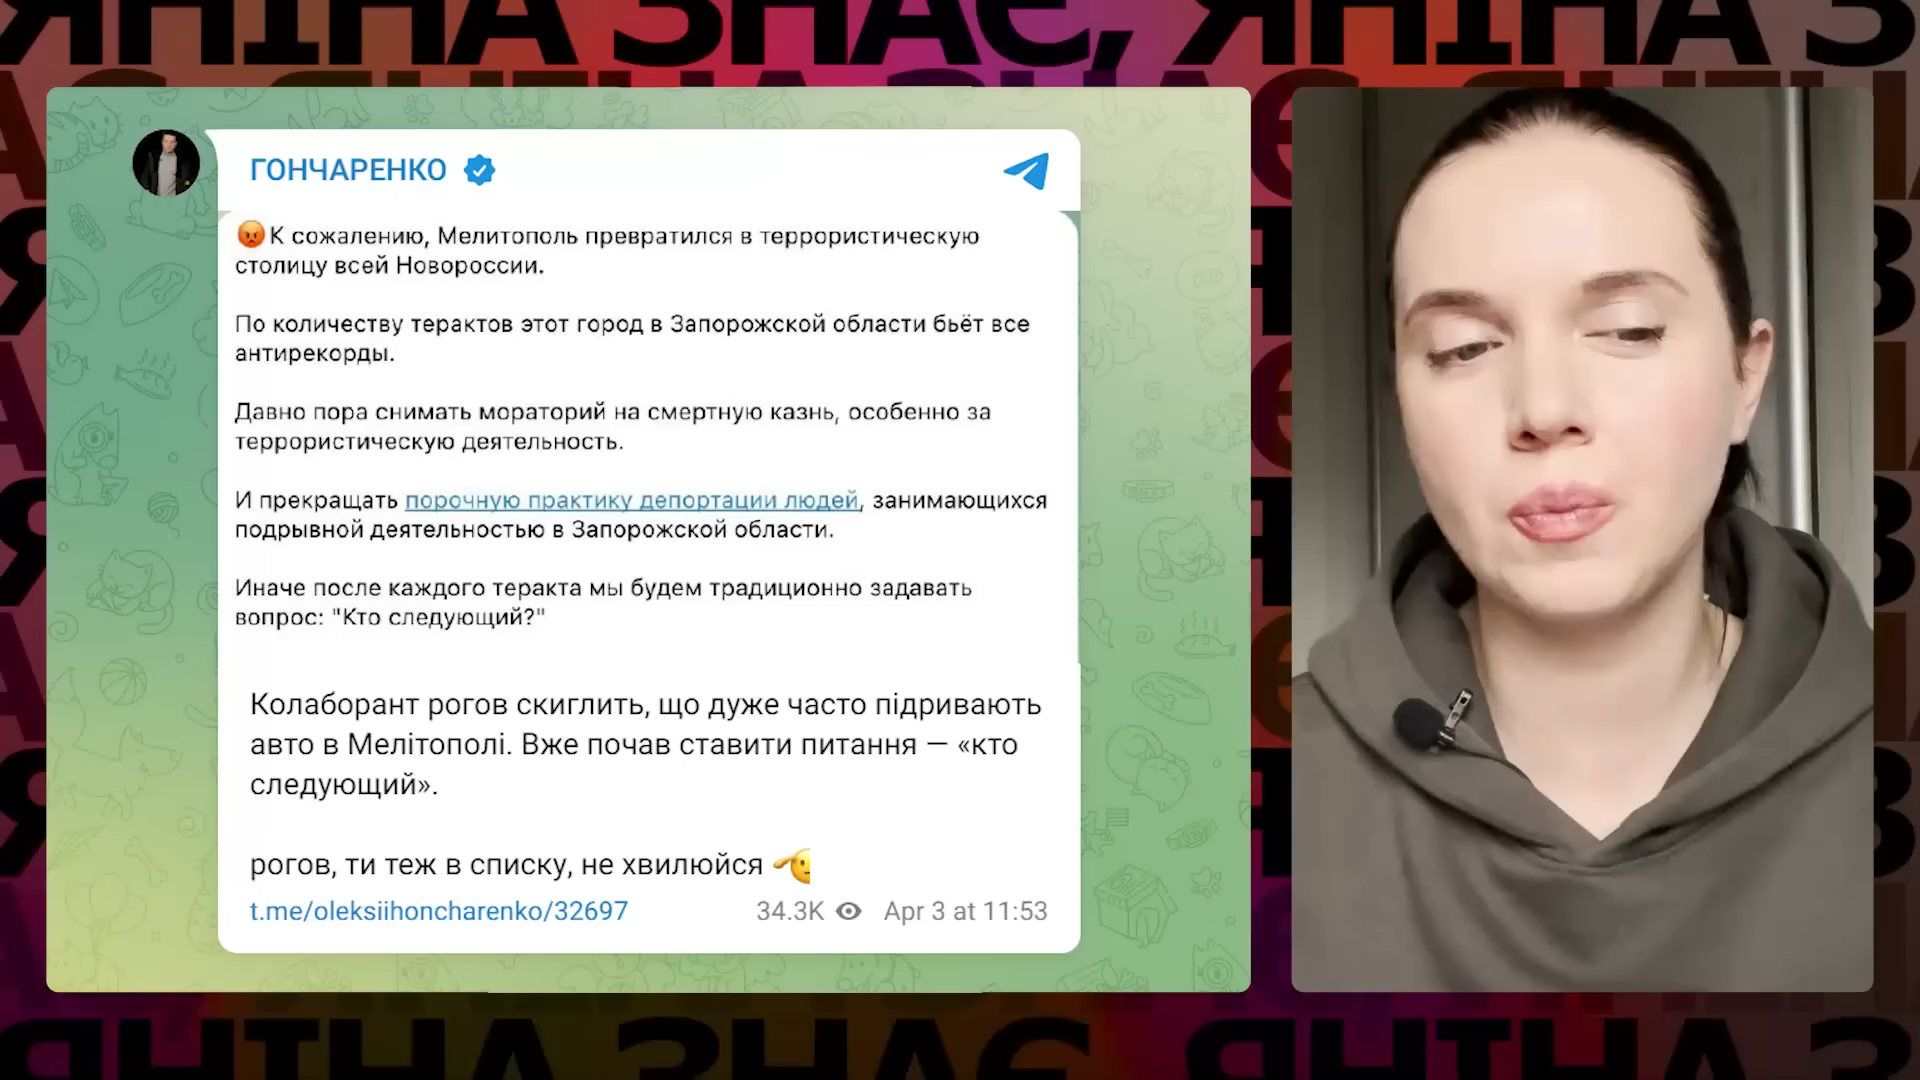 ЯНІНА ЗНАЄ, ЯНІНА З
ГОНЧАРЕНКО
К сожалению, Мелитополь превратился в террористическую
столицу всей Новороссии.
По количеству терактов этот город в Запорожской области бьёт все
антирекорды.
Давно пора снимать мораторий на смертную казнь, особенно за
террористическую деятельность.
И прекращать порочную практику депортации людей, занимающихся
подрывной деятельностью в Запорожской области.
Иначе после каждого теракта мы будем традиционно задавать
вопрос: "Кто следующий?"
Колаборант рогов скиглить, що дуже часто підривають
авто в Мелітополі. Вже почав ставити питання — «кто
следующий».
рогов, ти теж в списку, не хвилюйся
t.me/oleksiihoncharenko/32697 34.3K Apr 3 at 11:53
ЯНІНА ЗНАЄ ЯНІНА З